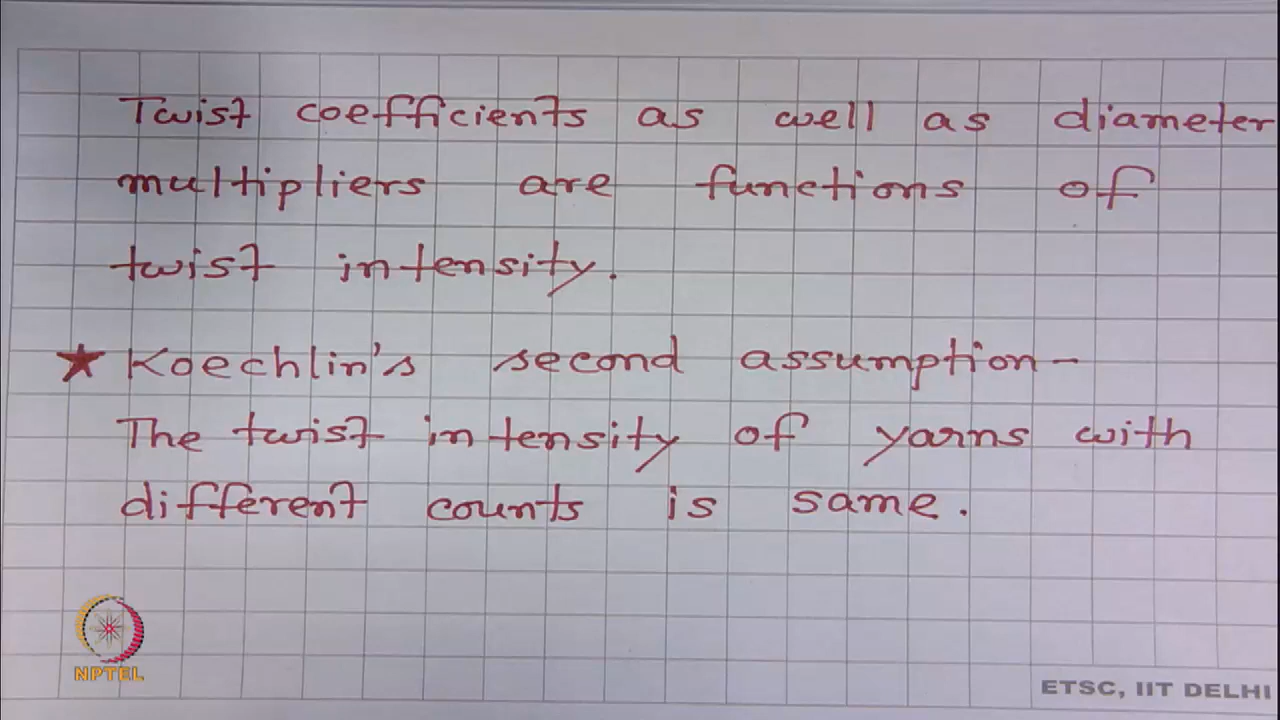 Twist coefficients as well as diameter
multipliers are functions of
twist intensity.
★ Koechlin's second assumption-
The twist intensity of yarns with
different counts is same.
NPTEL
ETSC, IIT DELHI